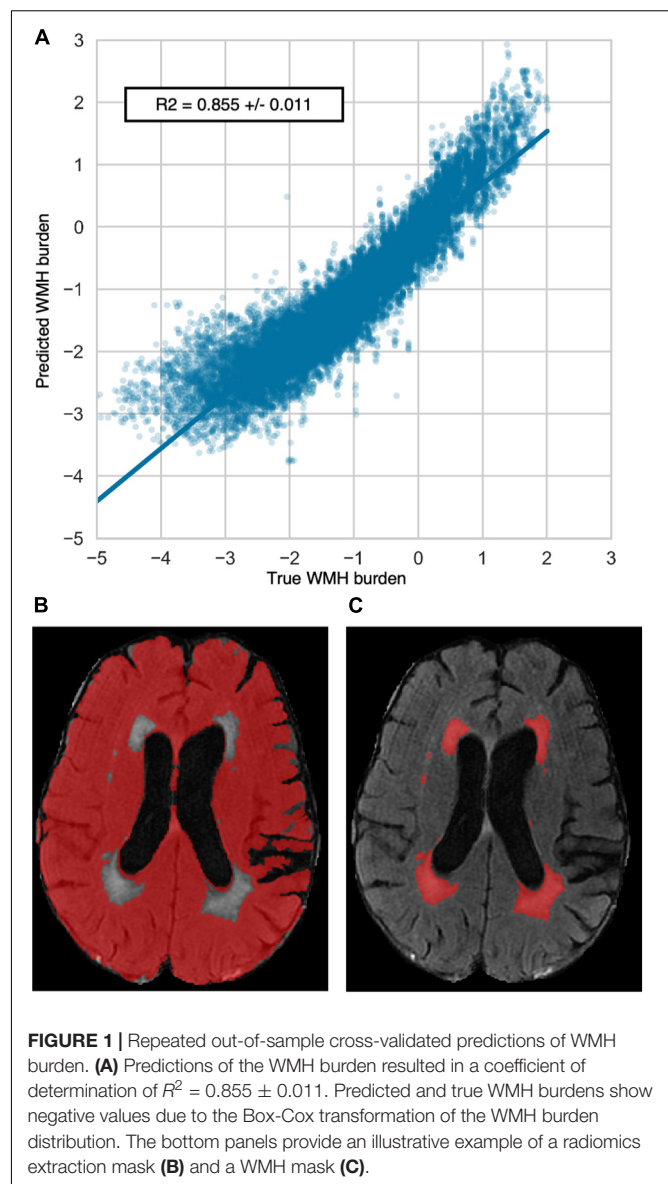 A
3
2
R2 = 0.855 +/- 0.011
1
0
Predicted WMH burden
−1
−2
−3
−4
−5
−5 −4 −3 −2 −1 0 1 2 3
True WMH burden
B C
FIGURE 1 | Repeated out-of-sample cross-validated predictions of WMH
burden. (A) Predictions of the WMH burden resulted in a coefficient of
determination of R² = 0.855 ± 0.011. Predicted and true WMH burdens show
negative values due to the Box-Cox transformation of the WMH burden
distribution. The bottom panels provide an illustrative example of a radiomics
extraction mask (B) and a WMH mask (C).